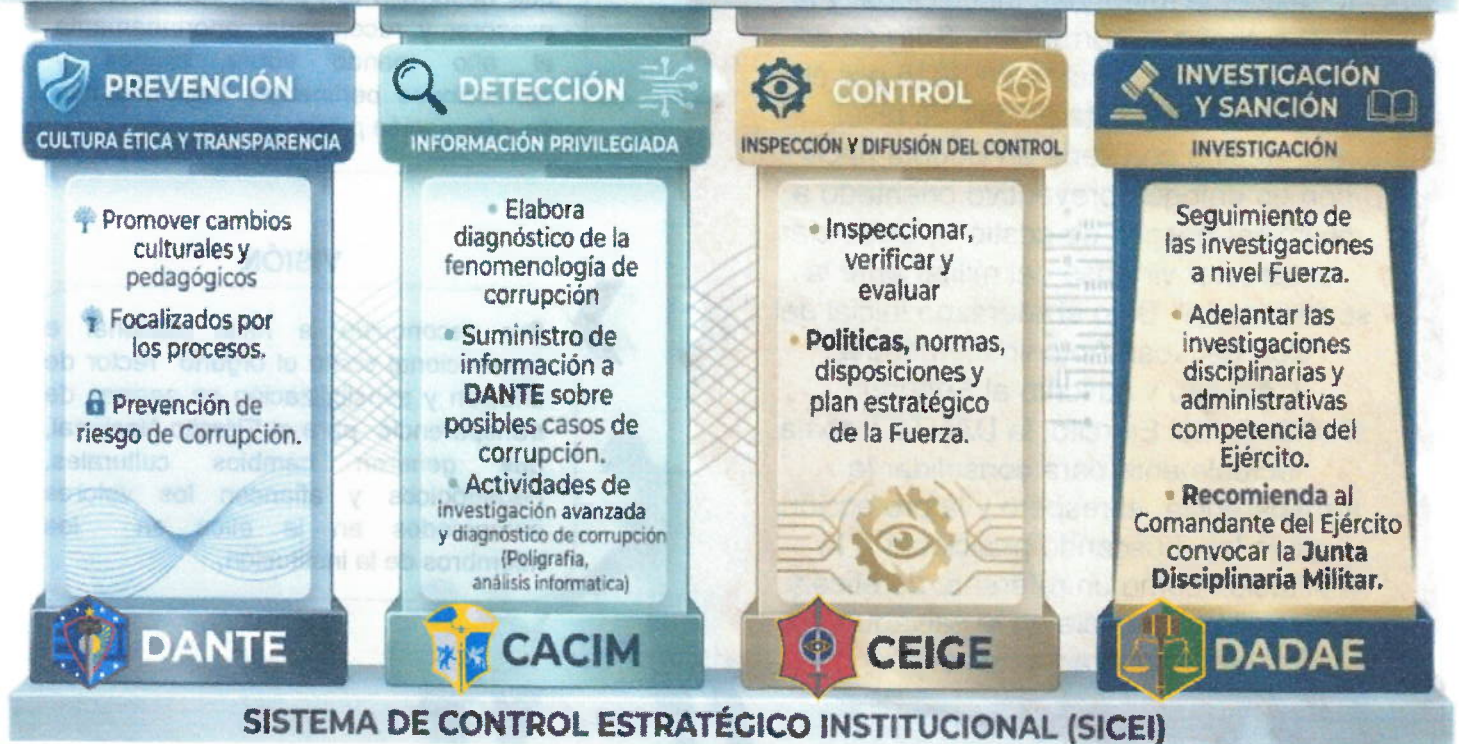 PREVENCIÓN
CULTURA ÉTICA Y TRANSPARENCIA
Promover cambios
culturales y
pedagógicos
Focalizados por
los procesos.
Prevención de
riesgo de Corrupción.
DANTE
DETECCIÓN
INFORMACIÓN PRIVILEGIADA
• Elabora
diagnóstico de la
fenomenología de
corrupción
• Suministro de
información a
DANTE sobre
posibles casos de
corrupción.
• Actividades de
investigación avanzada
y diagnóstico de corrupción
(Poligrafia,
análisis informatica)
CACIM
CONTROL
INSPECCIÓN Y DIFUSIÓN DEL CONTROL
• Inspeccionar,
verificar y
evaluar
• Politicas, normas,
disposiciones y
plan estratégico
de la Fuerza.
CEIGE
INVESTIGACIÓN
Y SANCIÓN
INVESTIGACIÓN
Seguimiento de
las investigaciones
a nivel Fuerza.
• Adelantar las
investigaciones
disciplinarias y
administrativas
competencia del
Ejército.
• Recomienda al
Comandante del Ejército
convocar la Junta
Disciplinaria Militar.
DADAE
SISTEMA DE CONTROL ESTRATÉGICO INSTITUCIONAL (SICEI)